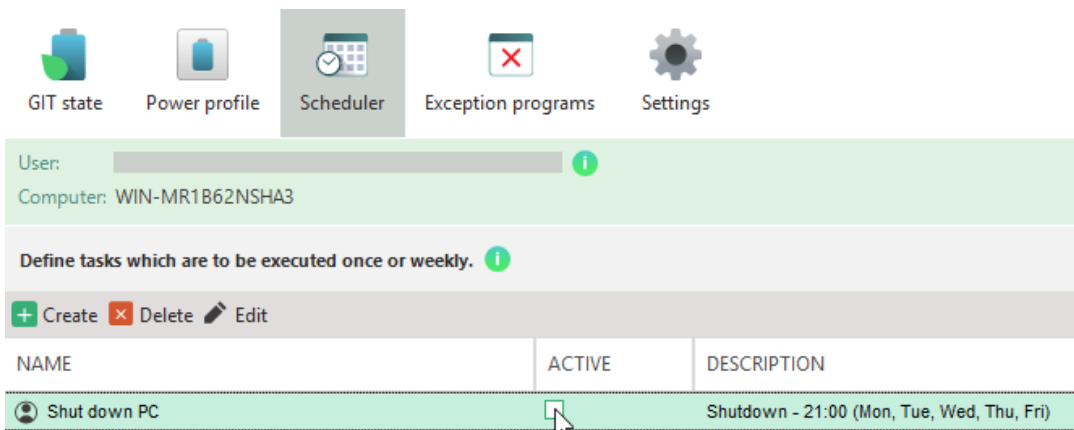 GIT state Power profile Scheduler Exception programs Settings
User:
Computer: WIN-MR1B62NSHA3
Define tasks which are to be executed once or weekly.
Create Delete Edit
NAME ACTIVE DESCRIPTION
Shut down PC Shutdown - 21:00 (Mon, Tue, Wed, Thu, Fri)